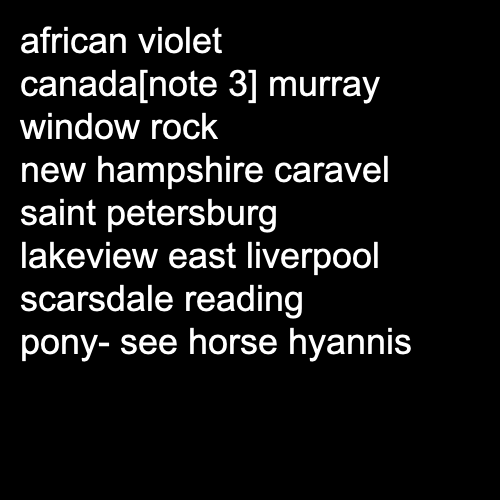 african violet
canada[note 3] murray
window rock
new hampshire caravel
saint petersburg
lakeview east liverpool
scarsdale reading
pony- see horse hyannis